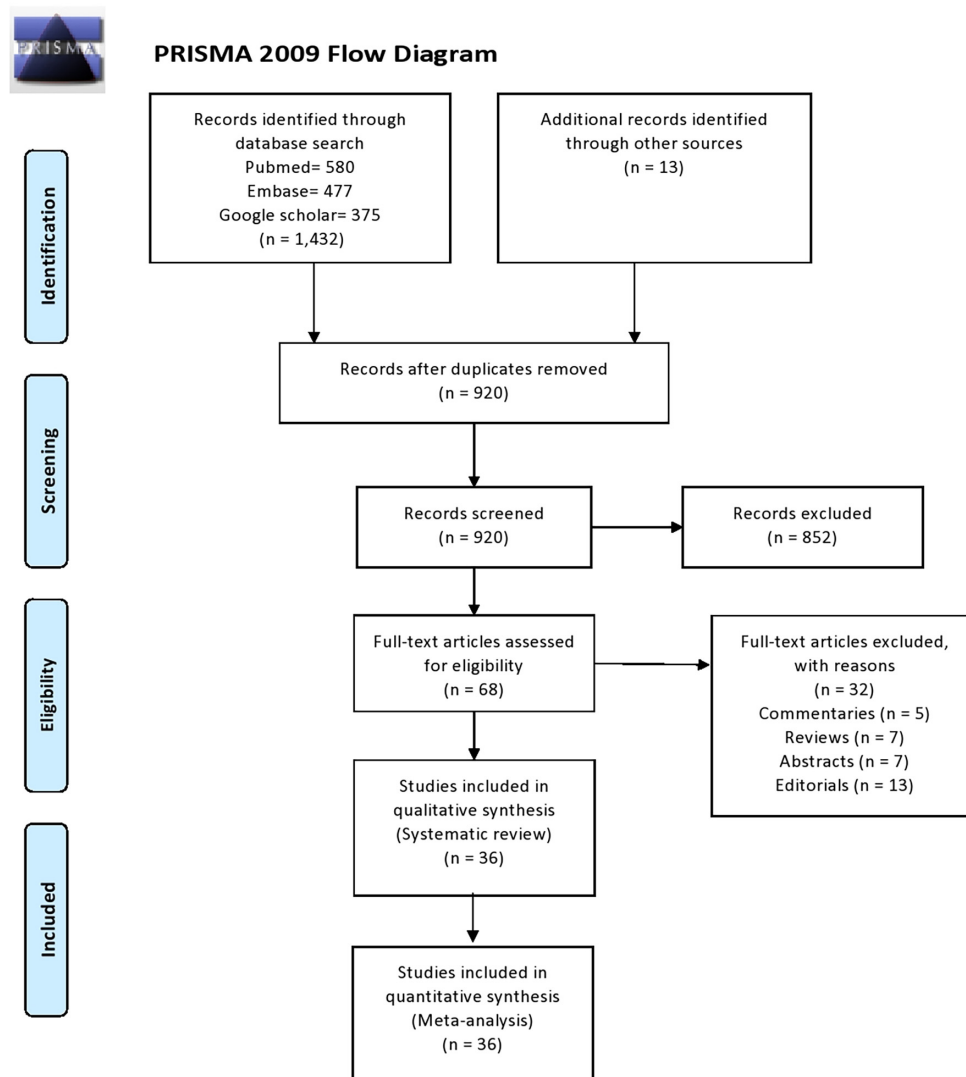 PRISMA
PRISMA 2009 Flow Diagram
Records identified through
database search
Pubmed= 580
Embase= 477
Google scholar= 375
(n = 1,432)
Additional records identified
through other sources
(n = 13)
Identification
Records after duplicates removed
(n = 920)
Screening
Records screened
(n = 920)
Records excluded
(n = 852)
Eligibility
Full-text articles assessed
for eligibility
(n = 68)
Full-text articles excluded,
with reasons
(n = 32)
Commentaries (n = 5)
Reviews (n = 7)
Abstracts (n = 7)
Editorials (n = 13)
Studies included in
qualitative synthesis
(Systematic review)
(n = 36)
Included
Studies included in
quantitative synthesis
(Meta-analysis)
(n = 36)